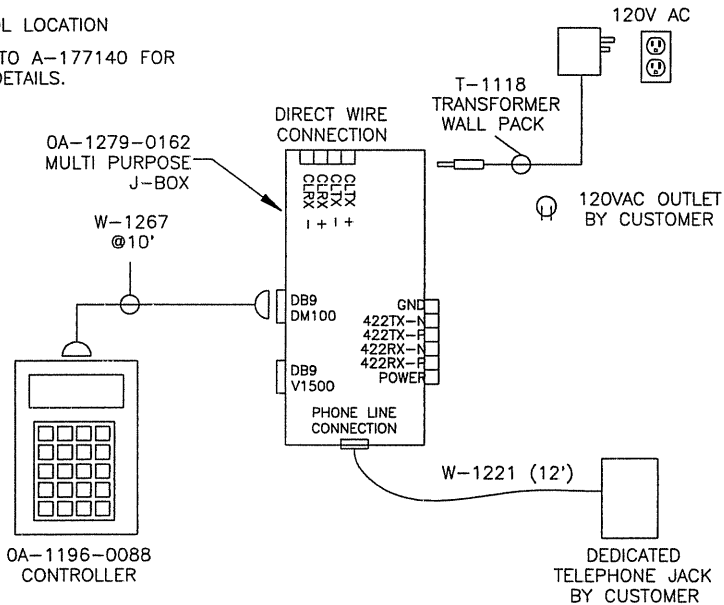 OL LOCATION
TO A-177140 FOR
DETAILS.
120V AC
T-1118
TRANSFORMER
WALL PACK
DIRECT WIRE
CONNECTION
0A-1279-0162
MULTI PURPOSE
J-BOX
CLRX -
CLRX +
CLTX -
CLTX +
120VAC OUTLET
BY CUSTOMER
W-1267
@10'
DB9
DM100
GND
422TX-N
422TX-P
422RX-N
422RX-P
POWER
DB9
V1500
PHONE LINE
CONNECTION
W-1221 (12')
0A-1196-0088
CONTROLLER
DEDICATED
TELEPHONE JACK
BY CUSTOMER